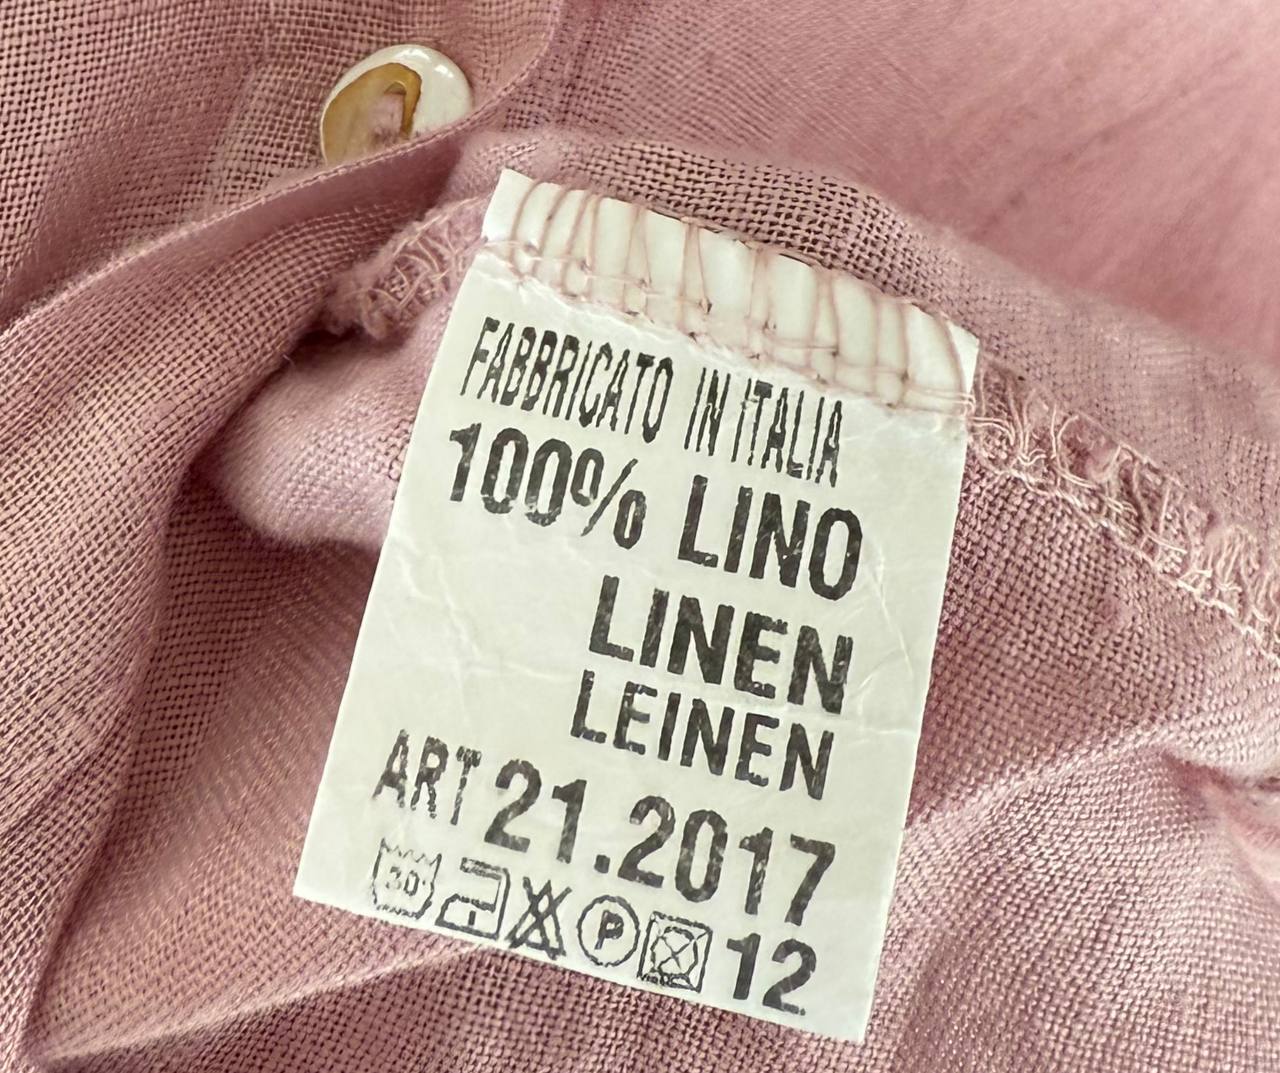 FABBRICATO IN ITALIA
100% LINO
LINEN
LEINEN
ART 21.2017
30° P 12